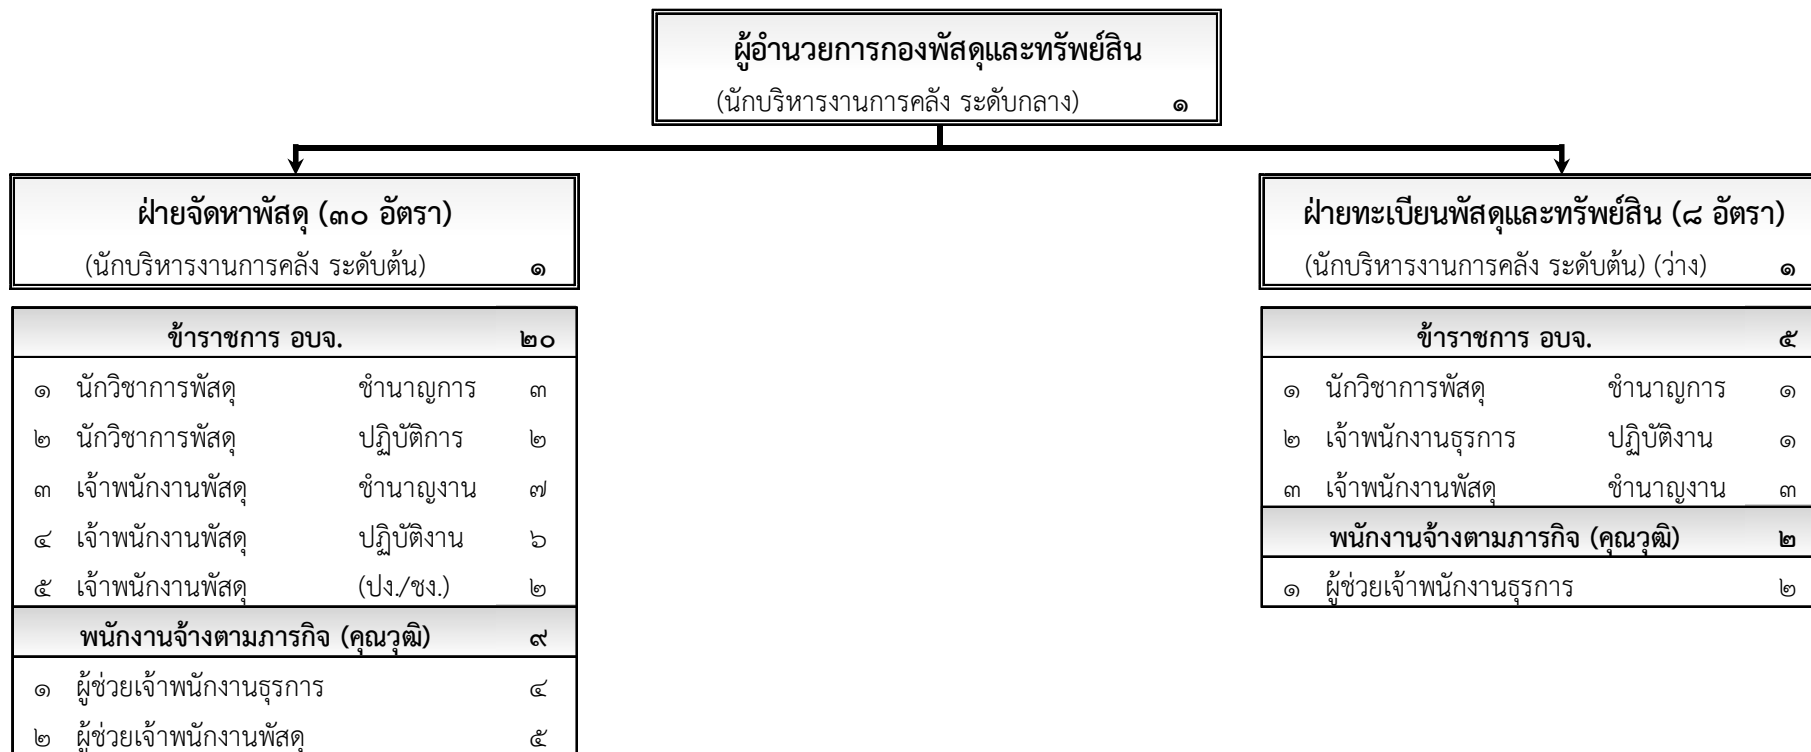 ผู้อำนวยการกองพัสดุและทรัพย์สิน
(นักบริหารงานการคลัง ระดับกลาง) ๑
ฝ่ายจัดหาพัสดุ (๓๐ อัตรา)
(นักบริหารงานการคลัง ระดับต้น) ๑
ข้าราชการ อบจ. ๒๐
๑ นักวิชาการพัสดุ ชำนาญการ ๓
๒ นักวิชาการพัสดุ ปฏิบัติการ ๒
๓ เจ้าพนักงานพัสดุ ชำนาญงาน ๗
๔ เจ้าพนักงานพัสดุ ปฏิบัติงาน ๖
๕ เจ้าพนักงานพัสดุ (ปง./ชง.) ๒
พนักงานจ้างตามภารกิจ (คุณวุฒิ) ๙
๑ ผู้ช่วยเจ้าพนักงานธุรการ ๔
๒ ผู้ช่วยเจ้าพนักงานพัสดุ ๕
ฝ่ายทะเบียนพัสดุและทรัพย์สิน (๘ อัตรา)
(นักบริหารงานการคลัง ระดับต้น) (ว่าง) ๑
ข้าราชการ อบจ. ๕
๑ นักวิชาการพัสดุ ชำนาญการ ๑
๒ เจ้าพนักงานธุรการ ปฏิบัติงาน ๑
๓ เจ้าพนักงานพัสดุ ชำนาญงาน ๓
พนักงานจ้างตามภารกิจ (คุณวุฒิ) ๒
๑ ผู้ช่วยเจ้าพนักงานธุรการ ๒